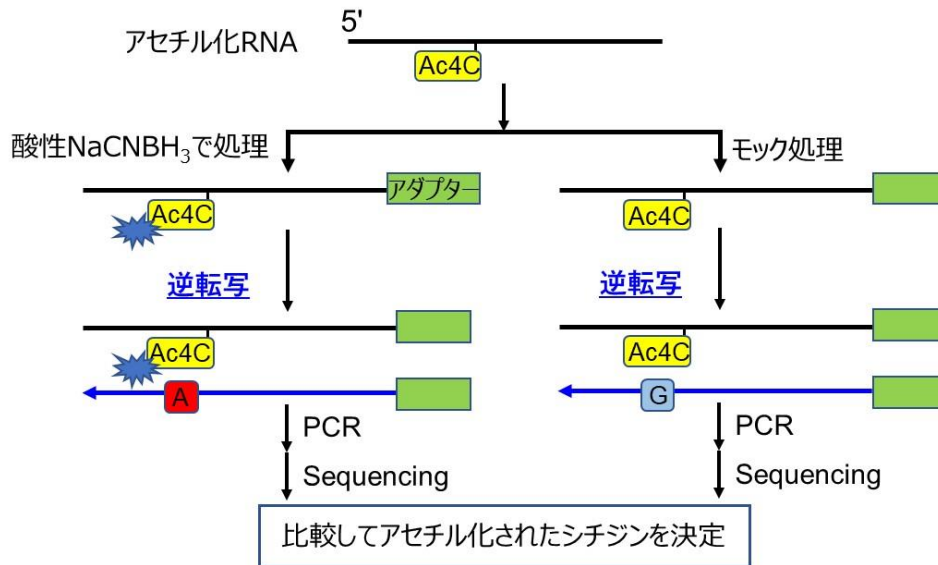 5'
アセチル化RNA
Ac4C
酸性NaCNBH₃で処理
モック処理
アダプター
Ac4C
Ac4C
逆転写
逆転写
Ac4C
Ac4C
A
G
PCR
PCR
Sequencing
Sequencing
比較してアセチル化されたシチジンを決定